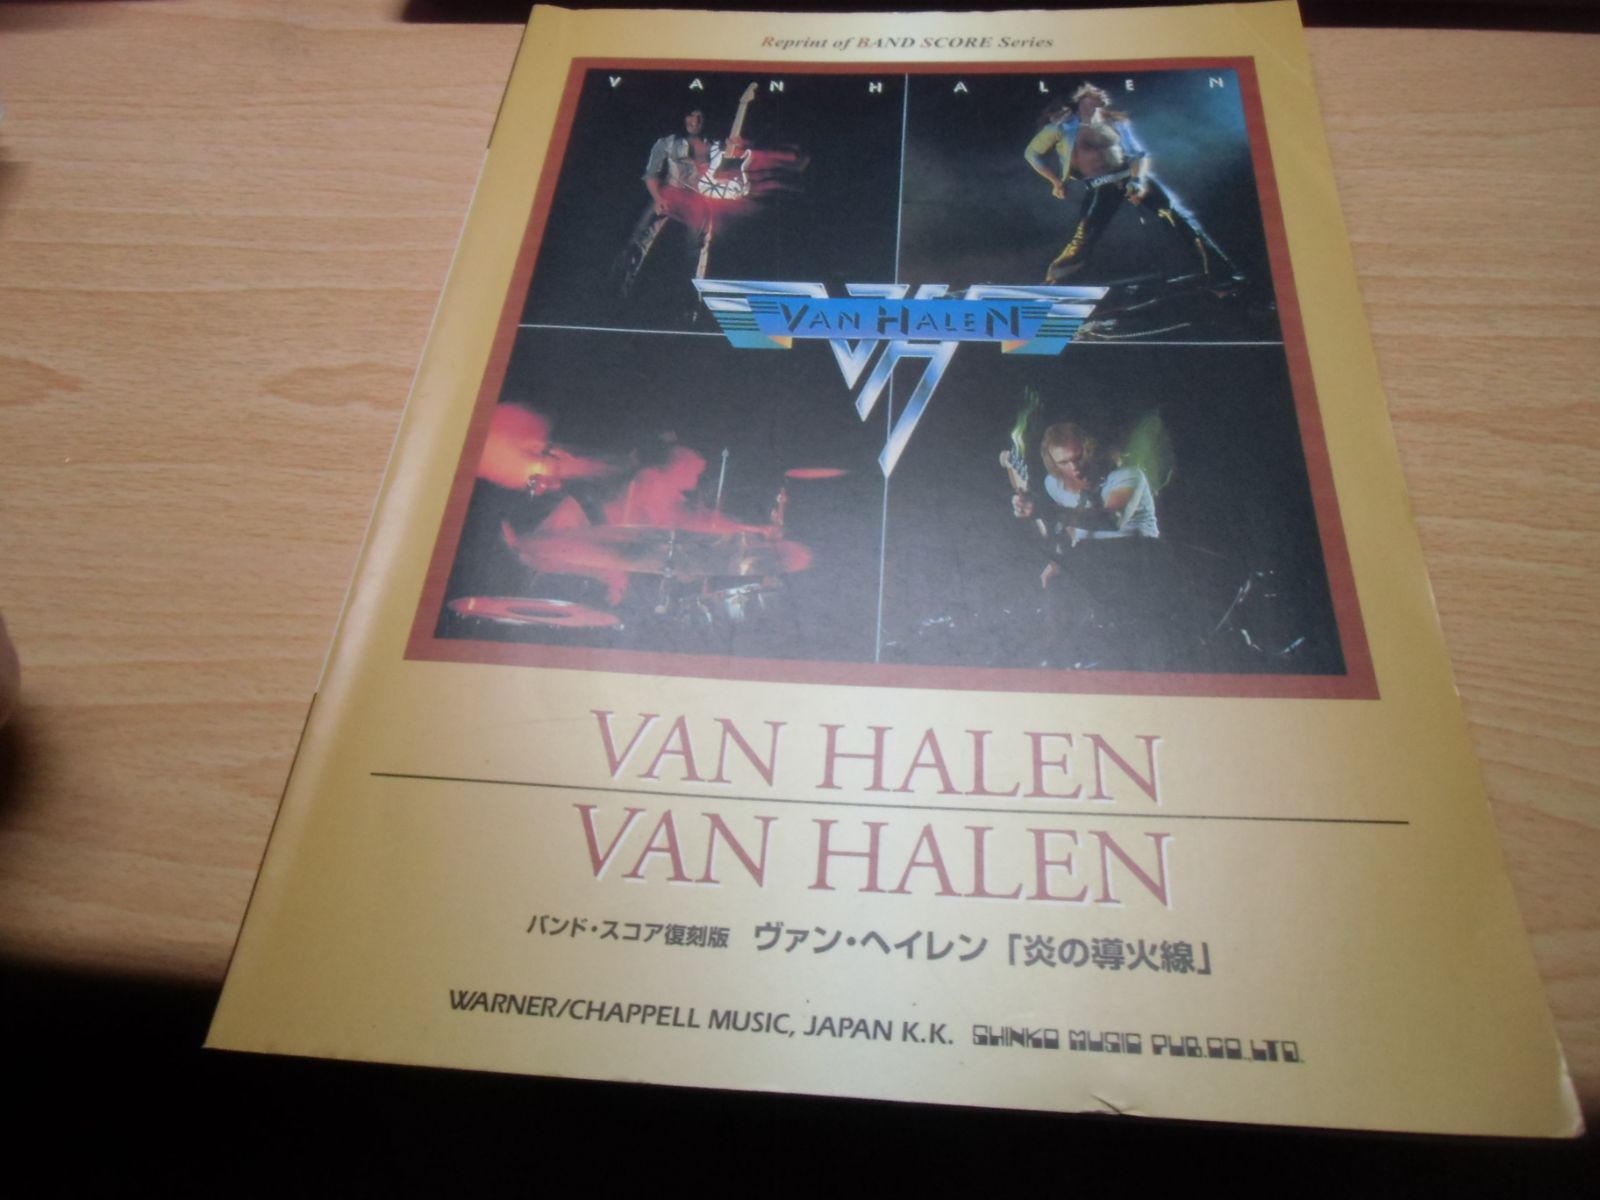 Reprint of BAND SCORE Series
VAN HALEN
VAN HALEN
VAN HALEN
VAN HALEN
バンド・スコア復刻版 ヴァン・ヘイレン「炎の導火線」
WARNER/CHAPPELL MUSIC, JAPAN K.K. SHINKO MUSIC PUB.CO.,LTD.